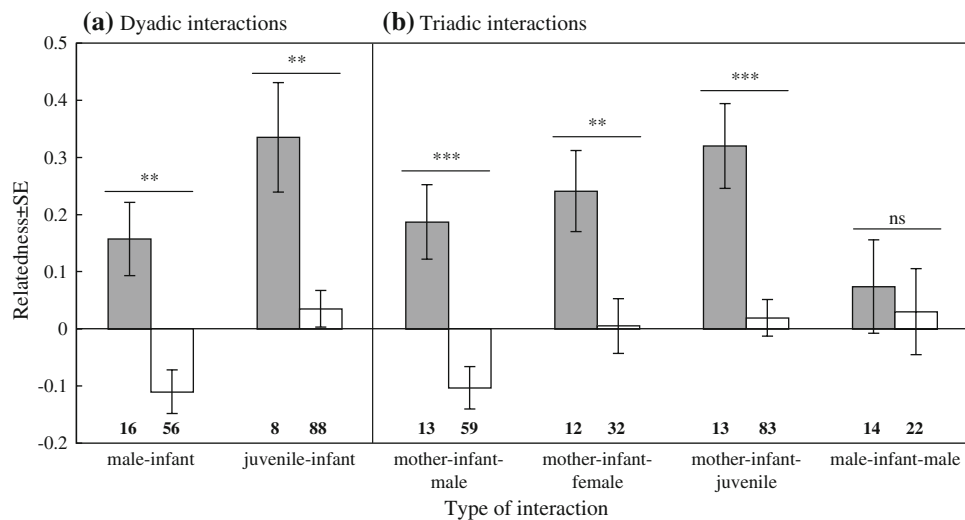 (a) Dyadic interactions
(b) Triadic interactions
Relatedness±SE
0.5
0.4
0.3
0.2
0.1
0
-0.1
-0.2
** ** *** ** *** ns
16 56 8 88 13 59 12 32 13 83 14 22
male-infant
juvenile-infant
mother-infant-
male
mother-infant-
female
mother-infant-
juvenile
male-infant-male
Type of interaction